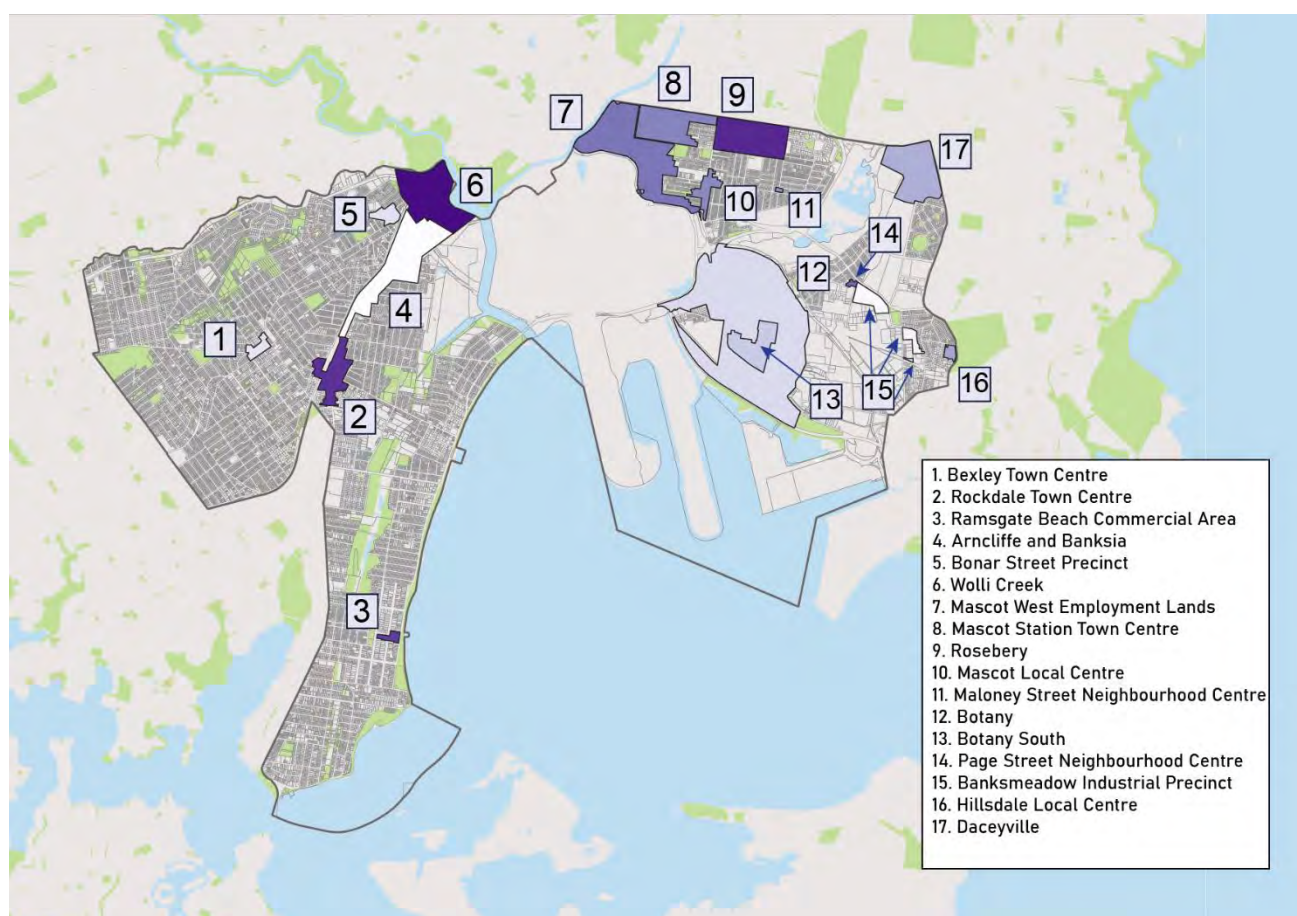 8
9
7
17
6
5
10
11
14
12
4
1
15
16
13
2
3
1. Bexley Town Centre
2. Rockdale Town Centre
3. Ramsgate Beach Commercial Area
4. Arncliffe and Banksia
5. Bonar Street Precinct
6. Wolli Creek
7. Mascot West Employment Lands
8. Mascot Station Town Centre
9. Rosebery
10. Mascot Local Centre
11. Maloney Street Neighbourhood Centre
12. Botany
13. Botany South
14. Page Street Neighbourhood Centre
15. Banksmeadow Industrial Precinct
16. Hillsdale Local Centre
17. Daceyville